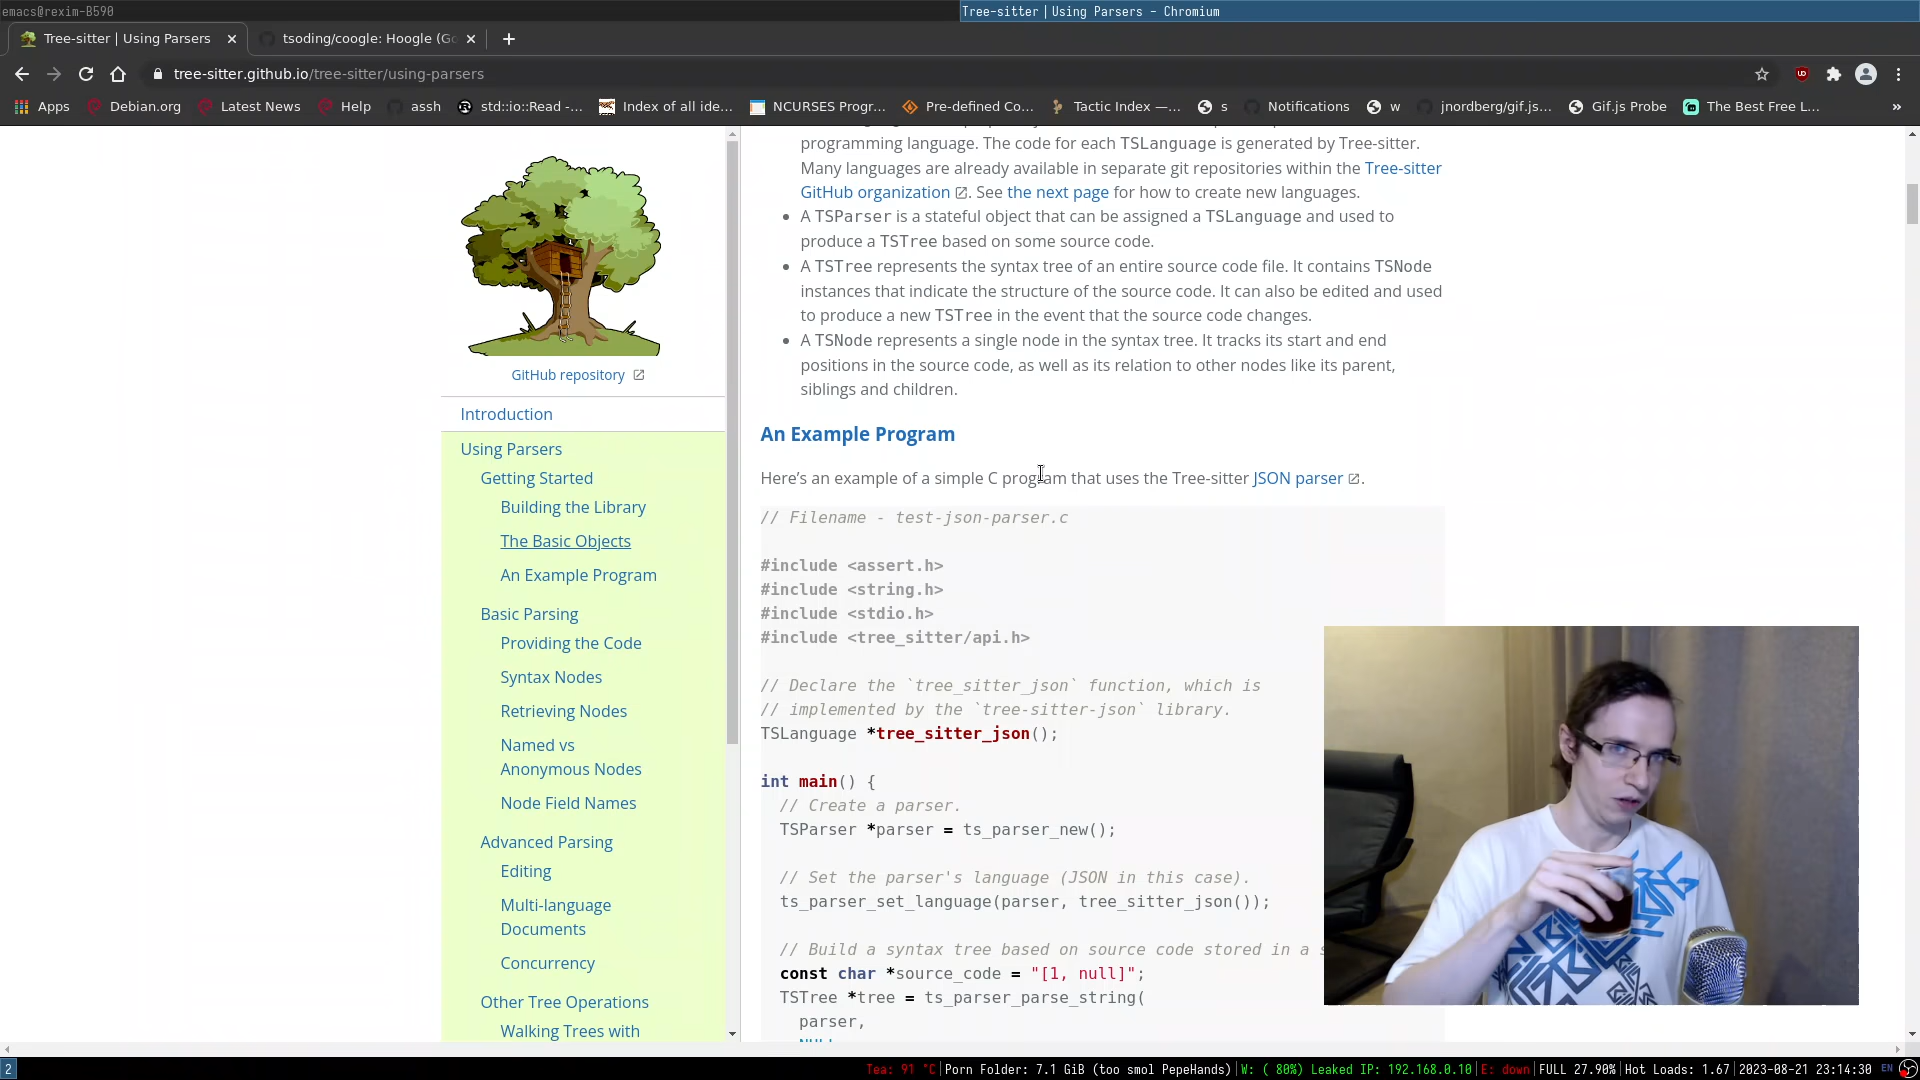 emacs@rexim-B590
Tree-sitter | Using Parsers - Chromium
Tree-sitter | Using Parsers
tsoding/coogle: Hoogle (Go
tree-sitter.github.io/tree-sitter/using-parsers
Apps
Debian.org
Latest News
Help
assh
std::io::Read -...
Index of all ide...
NCURSES Progr...
Pre-defined Co...
Tactic Index —...
s
Notifications
w
jnordberg/gif.js...
Gif.js Probe
The Best Free L...
»
GitHub repository
Introduction
Using Parsers
Getting Started
Building the Library
The Basic Objects
An Example Program
Basic Parsing
Providing the Code
Syntax Nodes
Retrieving Nodes
Named vs
Anonymous Nodes
Node Field Names
Advanced Parsing
Editing
Multi-language
Documents
Concurrency
Other Tree Operations
Walking Trees with
programming language. The code for each TSLanguage is generated by Tree-sitter.
Many languages are already available in separate git repositories within the Tree-sitter
GitHub organization. See the next page for how to create new languages.
• A TSParser is a stateful object that can be assigned a TSLanguage and used to
produce a TSTree based on some source code.
• A TSTree represents the syntax tree of an entire source code file. It contains TSNode
instances that indicate the structure of the source code. It can also be edited and used
to produce a new TSTree in the event that the source code changes.
• A TSNode represents a single node in the syntax tree. It tracks its start and end
positions in the source code, as well as its relation to other nodes like its parent,
siblings and children.
An Example Program
Here's an example of a simple C program that uses the Tree-sitter JSON parser.
// Filename - test-json-parser.c
#include <assert.h>
#include <string.h>
#include <stdio.h>
#include <tree_sitter/api.h>
// Declare the `tree_sitter_json` function, which is
// implemented by the `tree-sitter-json` library.
TSLanguage *tree_sitter_json();
int main() {
// Create a parser.
TSParser *parser = ts_parser_new();
// Set the parser's language (JSON in this case).
ts_parser_set_language(parser, tree_sitter_json());
// Build a syntax tree based on source code stored in a s
const char *source_code = "[1, null]";
TSTree *tree = ts_parser_parse_string(
parser,
2
Tea: 91 °C|Porn Folder: 7.1 GiB (too smol PepeHands)|W: ( 80%) Leaked IP: 192.168.0.10|E: down|FULL 27.90%|Hot Loads: 1.67|2023-08-21 23:14:30 EN